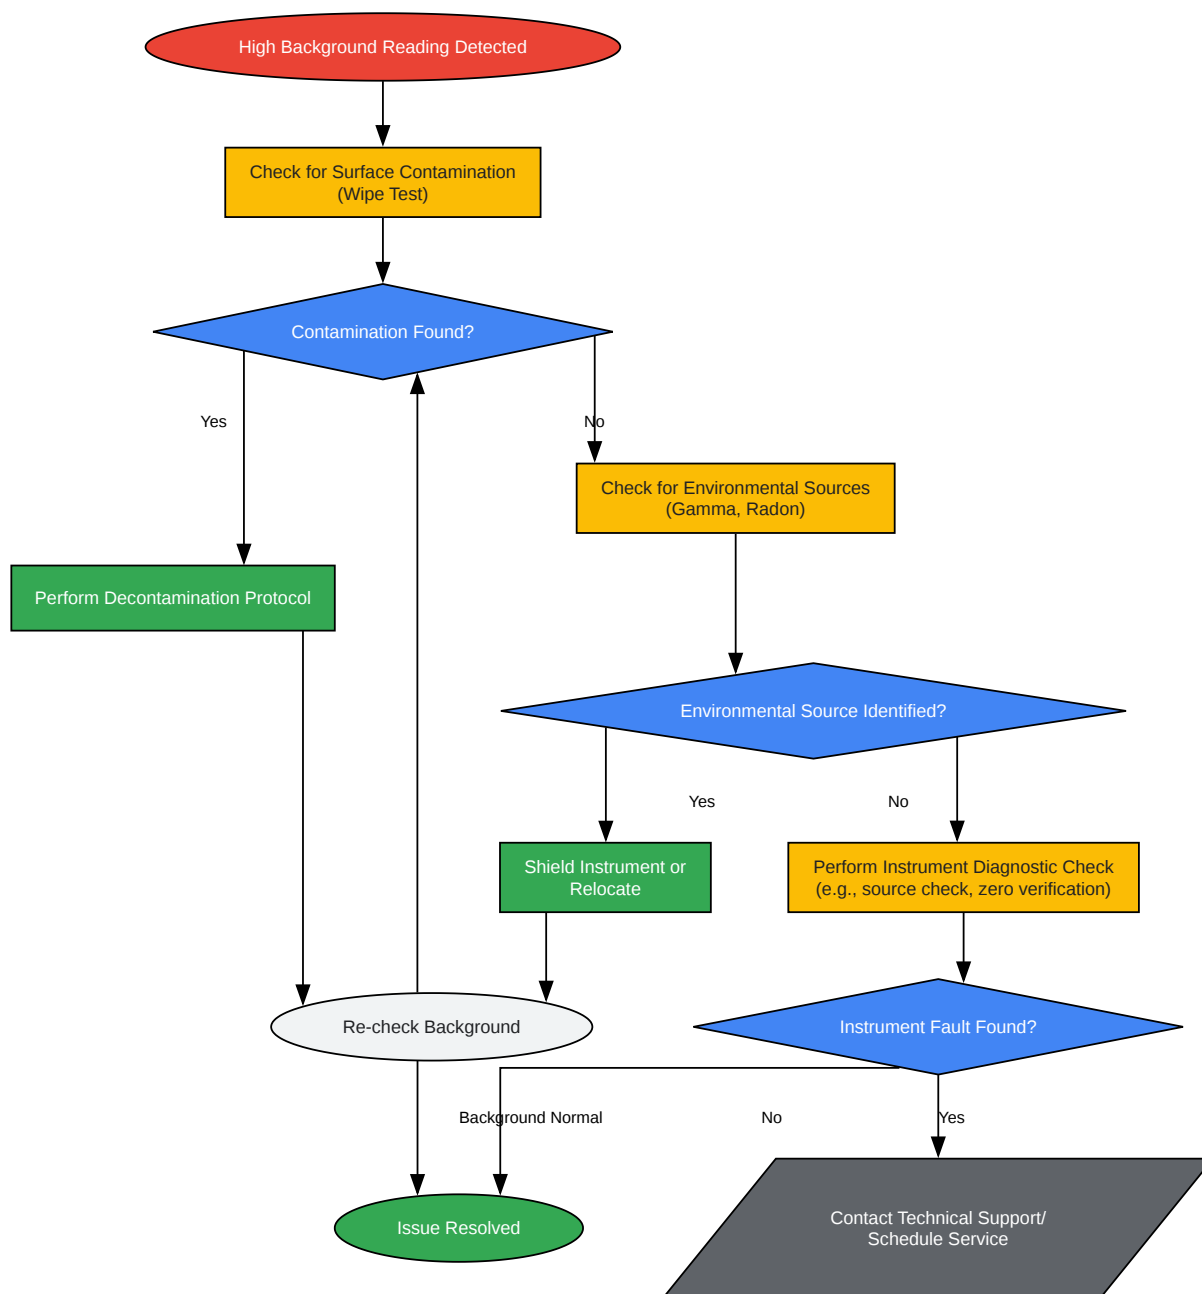 High Background Reading Detected
Check for Surface Contamination
(Wipe Test)
Contamination Found?
Yes
No
Check for Environmental Sources
(Gamma, Radon)
Perform Decontamination Protocol
Environmental Source Identified?
Yes
No
Shield Instrument or
Relocate
Perform Instrument Diagnostic Check
(e.g., source check, zero verification)
Re-check Background
Instrument Fault Found?
Background Normal
No
Yes
Issue Resolved
Contact Technical Support/
Schedule Service